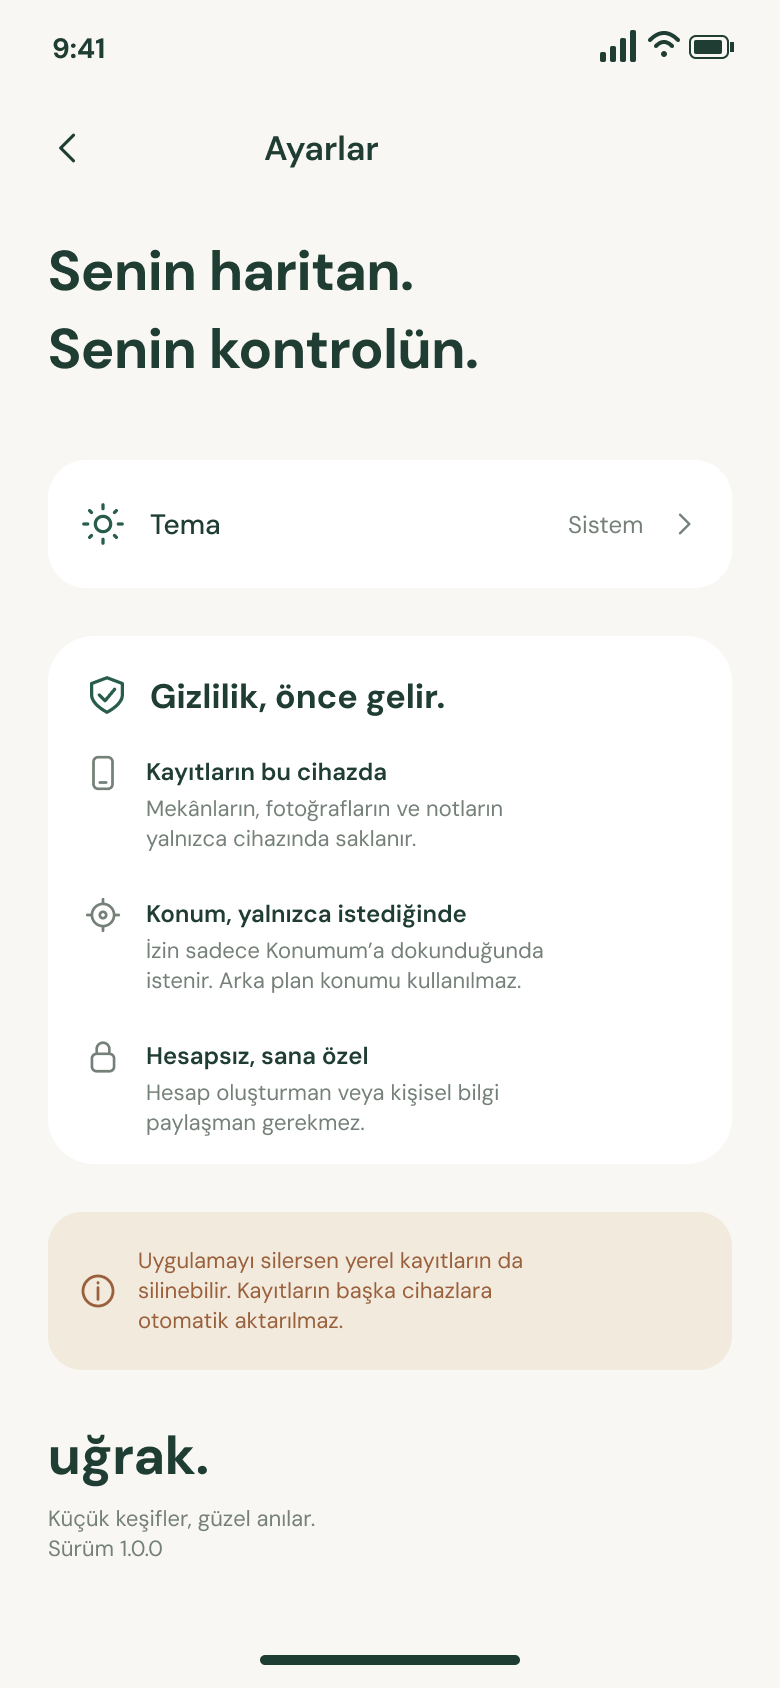 9:41
Ayarlar
Senin haritan.
Senin kontrolün.
Tema
Sistem
Gizlilik, önce gelir.
Kayıtların bu cihazda
Mekânların, fotoğrafların ve notların
yalnızca cihazında saklanır.
Konum, yalnızca istediğinde
İzin sadece Konumum’a dokunduğunda
istenir. Arka plan konumu kullanılmaz.
Hesapsız, sana özel
Hesap oluşturman veya kişisel bilgi
paylaşman gerekmez.
Uygulamayı silersen yerel kayıtların da
silinebilir. Kayıtların başka cihazlara
otomatik aktarılmaz.
uğrak.
Küçük keşifler, güzel anılar.
Sürüm 1.0.0